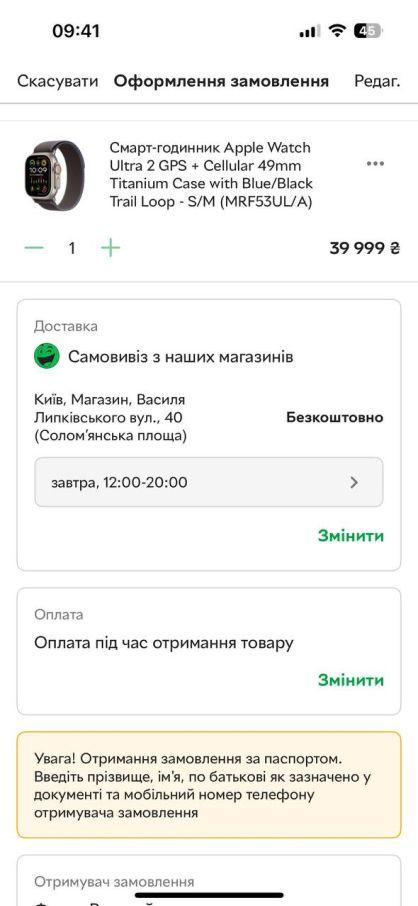 09:41
45
Скасувати Оформлення замовлення Редаг.
Смарт-годинник Apple Watch
Ultra 2 GPS + Cellular 49mm
Titanium Case with Blue/Black
Trail Loop - S/M (MRF53UL/A)
1
39 999 ₴
Доставка
Самовивіз з наших магазинів
Київ, Магазин, Василя
Липківського вул., 40
(Солом’янська площа)
Безкоштовно
завтра, 12:00-20:00
Змінити
Оплата
Оплата під час отримання товару
Змінити
Увага! Отримання замовлення за паспортом.
Введіть прізвище, ім’я, по батькові як зазначено у
документі та мобільний номер телефону
отримувача замовлення
Отримувач замовлення